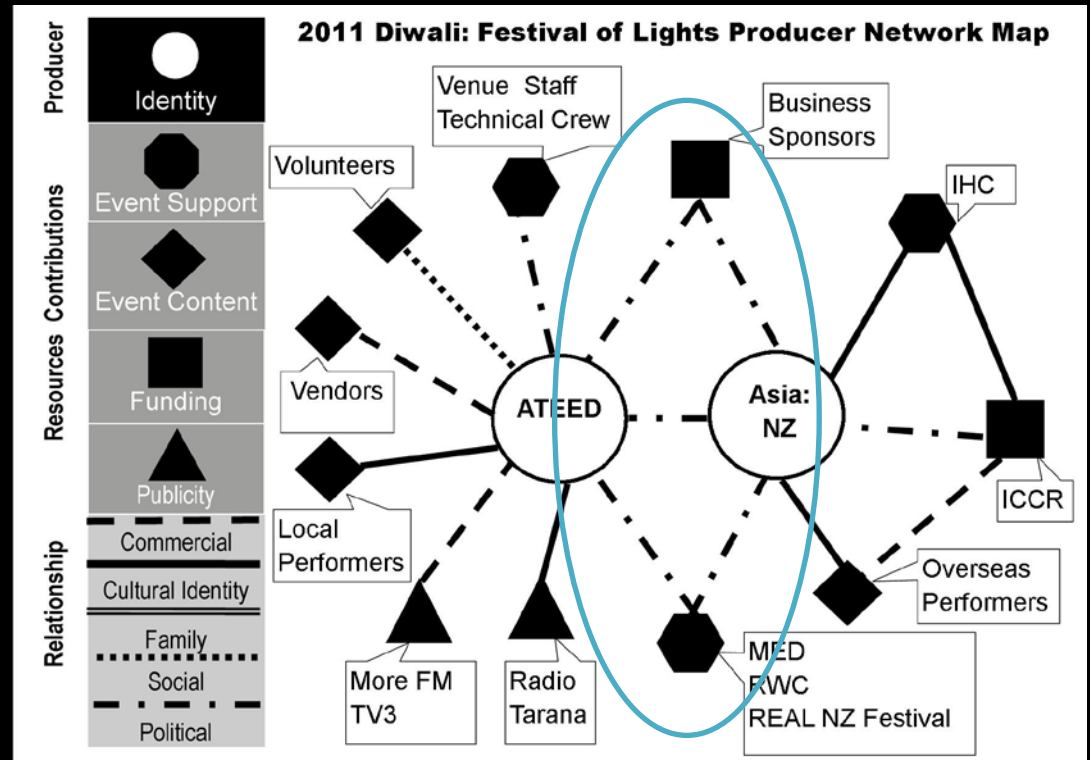 2011 Diwali: Festival of Lights Producer Network Map
Producer
Identity
Resources Contributions
Event Support
Event Content
Funding
Publicity
Relationship
Commercial
Cultural Identity
Family
Social
Political
Venue Staff
Technical Crew
Business
Sponsors
Volunteers
IHC
Vendors
ATEED
Asia:
NZ
ICCR
Local
Performers
Overseas
Performers
More FM
TV3
Radio
Tarana
MED
RWC
REAL NZ Festival